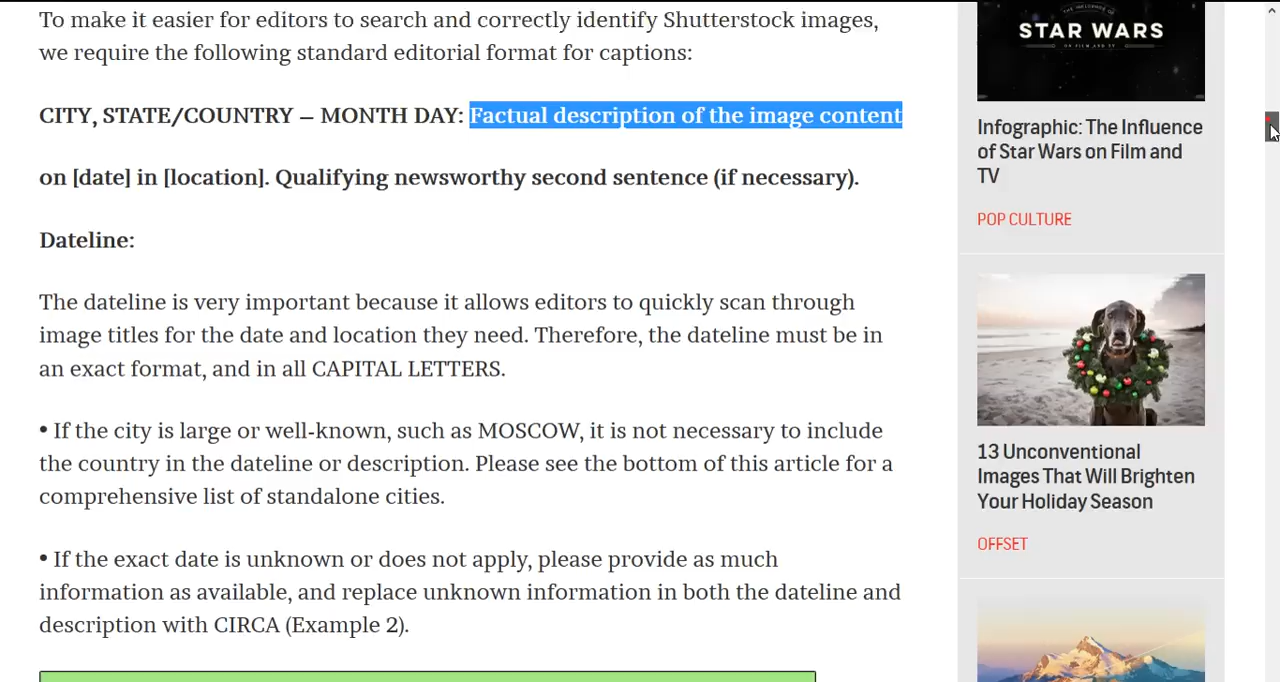 To make it easier for editors to search and correctly identify Shutterstock images,
we require the following standard editorial format for captions:
CITY, STATE/COUNTRY – MONTH DAY: Factual description of the image content
on [date] in [location]. Qualifying newsworthy second sentence (if necessary).
Dateline:
The dateline is very important because it allows editors to quickly scan through
image titles for the date and location they need. Therefore, the dateline must be in
an exact format, and in all CAPITAL LETTERS.
• If the city is large or well-known, such as MOSCOW, it is not necessary to include
the country in the dateline or description. Please see the bottom of this article for a
comprehensive list of standalone cities.
• If the exact date is unknown or does not apply, please provide as much
information as available, and replace unknown information in both the dateline and
description with CIRCA (Example 2).
THE INFLUENCE OF
STAR WARS
ON FILM AND TV
Infographic: The Influence
of Star Wars on Film and
TV
POP CULTURE
13 Unconventional
Images That Will Brighten
Your Holiday Season
OFFSET